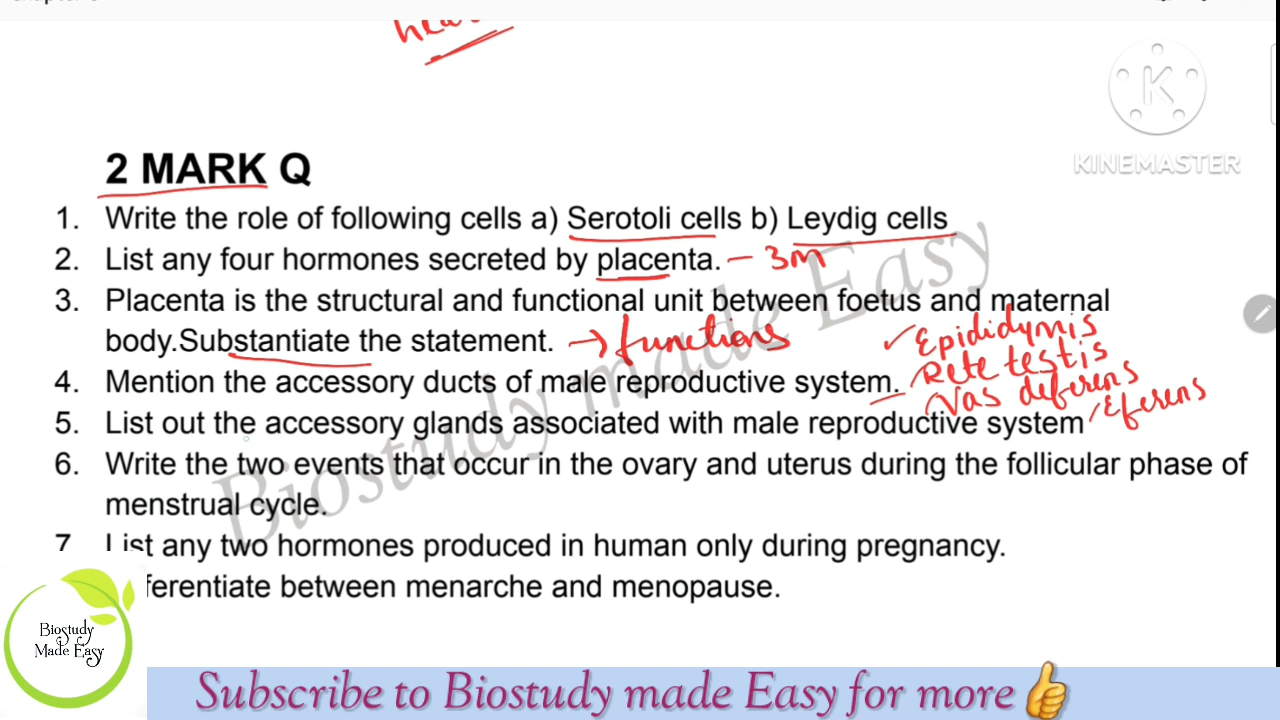 KINEMASTER
2 MARK Q
1. Write the role of following cells a) Serotoli cells b) Leydig cells
2. List any four hormones secreted by placenta. – 3M
3. Placenta is the structural and functional unit between foetus and maternal
body.Substantiate the statement. → functions
Epididymis
Rete testis
4. Mention the accessory ducts of male reproductive system.
Vas deferens
Eferens
5. List out the accessory glands associated with male reproductive system
6. Write the two events that occur in the ovary and uterus during the follicular phase of
menstrual cycle.
7 List any two hormones produced in human only during pregnancy.
ferentiate between menarche and menopause.
Biostudy made Easy
Biostudy
Made Easy
Subscribe to Biostudy made Easy for more